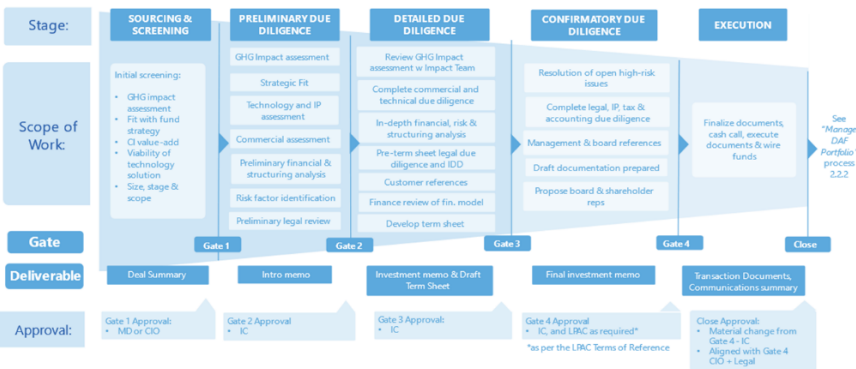 Stage:
SOURCING &
SCREENING
PRELIMINARY DUE
DILIGENCE
DETAILED DUE
DILIGENCE
CONFIRMATORY DUE
DILIGENCE
EXECUTION
Scope of
Work:
Initial screening:
• GHG impact
assessment
• Fit with fund
strategy
• CI value-add
• Viability of
technology
solution
• Size, stage &
scope
GHG Impact assessment
Strategic Fit
Technology and IP
assessment
Commercial assessment
Preliminary financial &
structuring analysis
Risk factor identification
Preliminary legal review
Review GHG Impact
assessment w Impact Team
Complete commercial and
technical due diligence
In-depth financial, risk &
structuring analysis
Pre-term sheet legal due
diligence and IDD
Customer references
Finance review of fin. model
Develop term sheet
Resolution of open high-risk
issues
Complete legal, IP, tax &
accounting due diligence
Management & board references
Draft documentation prepared
Propose board & shareholder
reps
Finalize documents,
cash call, execute
documents & wire
funds
See
"Manage
DAF
Portfolio"
process
2.2.2
Gate
Gate 1
Gate 2
Gate 3
Gate 4
Close
Deliverable
Deal Summary
Intro memo
Investment memo & Draft
Term Sheet
Final investment memo
Transaction Documents,
Communications summary
Approval:
Gate 1 Approval:
• MD or CIO
Gate 2 Approval
• IC
Gate 3 Approval:
• IC
Gate 4 Approval
• IC, and LPAC as required*
*as per the LPAC Terms of Reference
Close Approval:
• Material change from
Gate 4 - IC
• Aligned with Gate 4
CIO + Legal